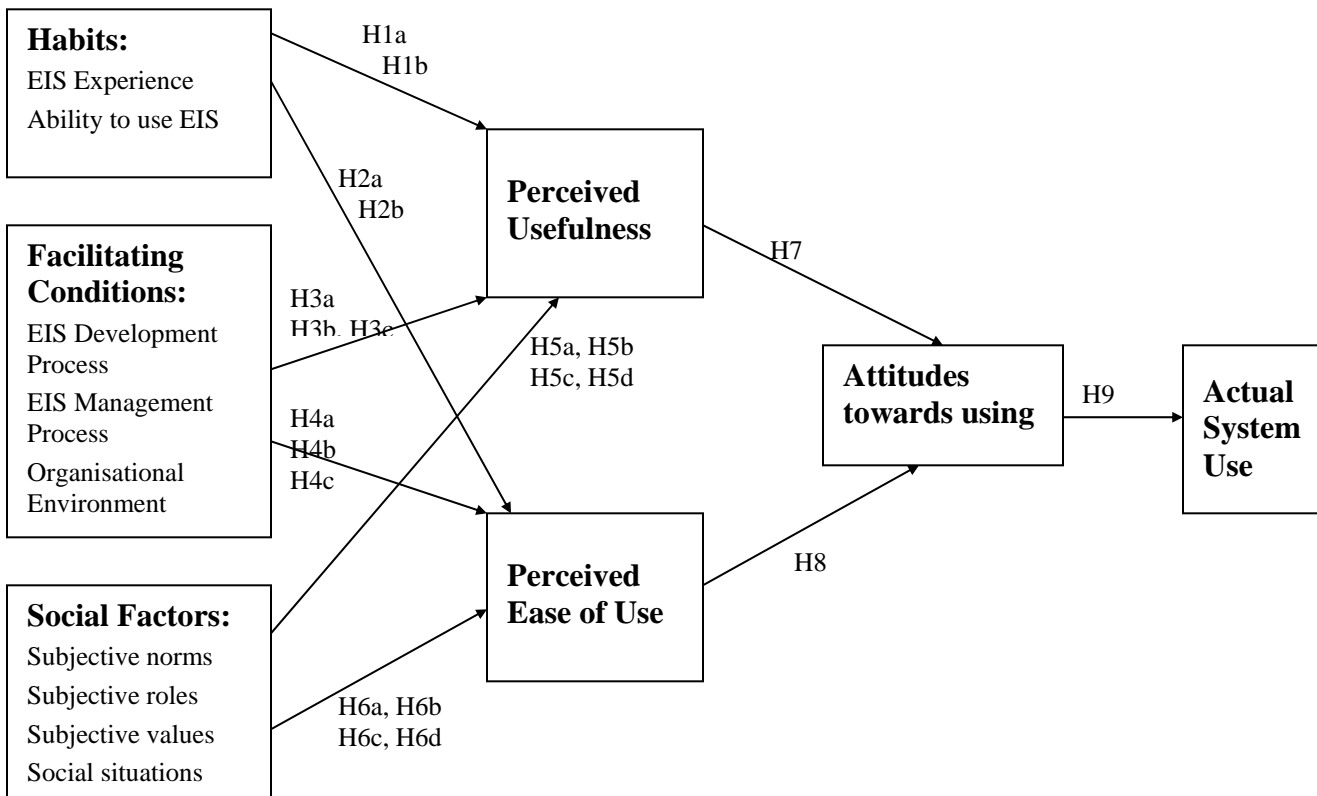 Habits:
EIS Experience
Ability to use EIS
H1a
H1b
H2a
H2b
Perceived
Usefulness
Facilitating
Conditions:
EIS Development
Process
EIS Management
Process
Organisational
Environment
H3a
H3b, H3c
H4a
H4b
H4c
H5a, H5b
H5c, H5d
H7
Attitudes
towards using
H9
Actual
System
Use
H8
Perceived
Ease of Use
Social Factors:
Subjective norms
Subjective roles
Subjective values
Social situations
H6a, H6b
H6c, H6d